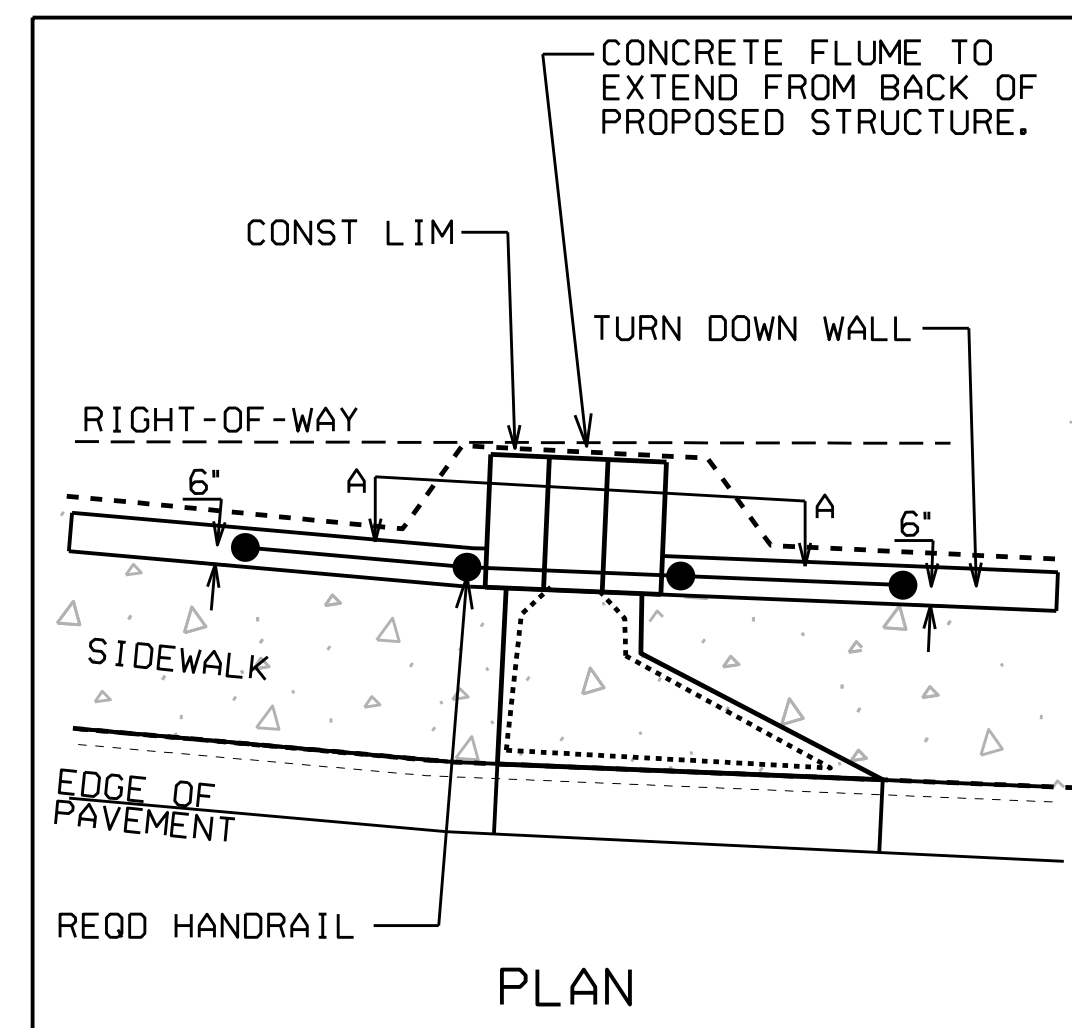 CONCRETE FLUME TO
EXTEND FROM BACK OF
PROPOSED STRUCTURE.
CONST LIM
TURN DOWN WALL
RIGHT-OF-WAY
6"
A
A
6"
SIDEWALK
EDGE OF
PAVEMENT
REQD HANDRAIL
PLAN